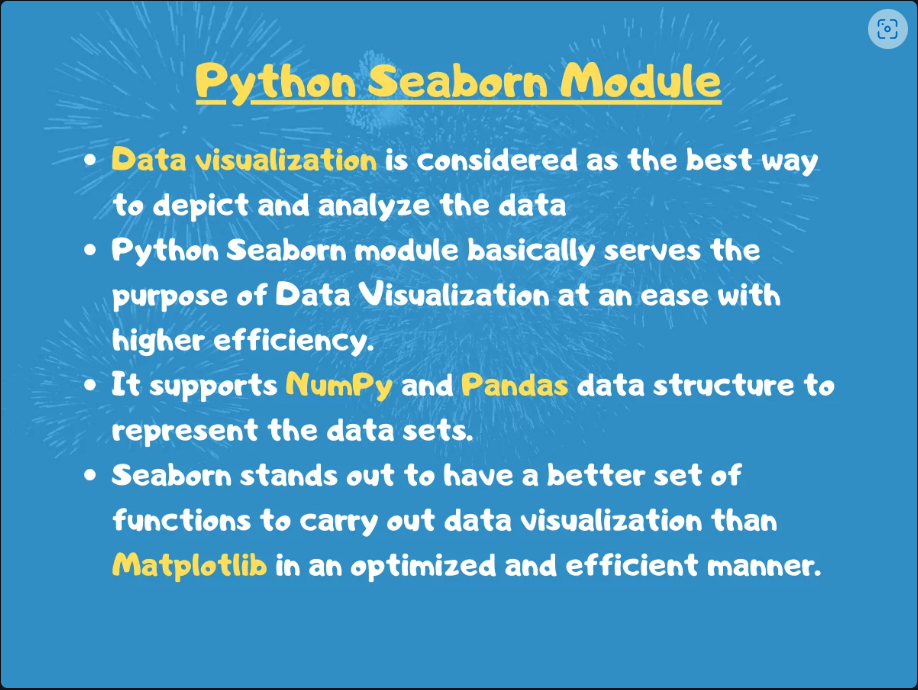 Python Seaborn Module
• Data visualization is considered as the best way
to depict and analyze the data
• Python Seaborn module basically serves the
purpose of Data Visualization at an ease with
higher efficiency.
• It supports NumPy and Pandas data structure to
represent the data sets.
• Seaborn stands out to have a better set of
functions to carry out data visualization than
Matplotlib in an optimized and efficient manner.